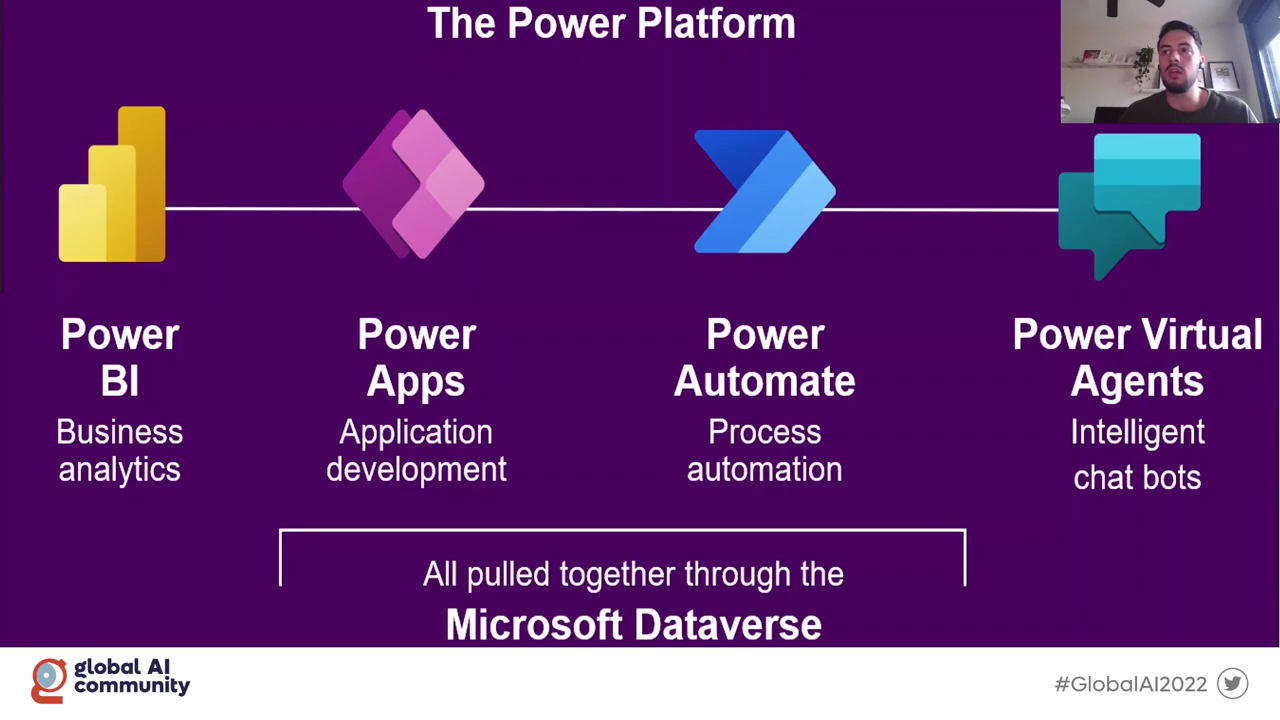 The Power Platform
Power
BI
Business
analytics
Power
Apps
Application
development
Power
Automate
Process
automation
Power Virtual
Agents
Intelligent
chat bots
All pulled together through the
Microsoft Dataverse
global AI
community
#GlobalAI2022